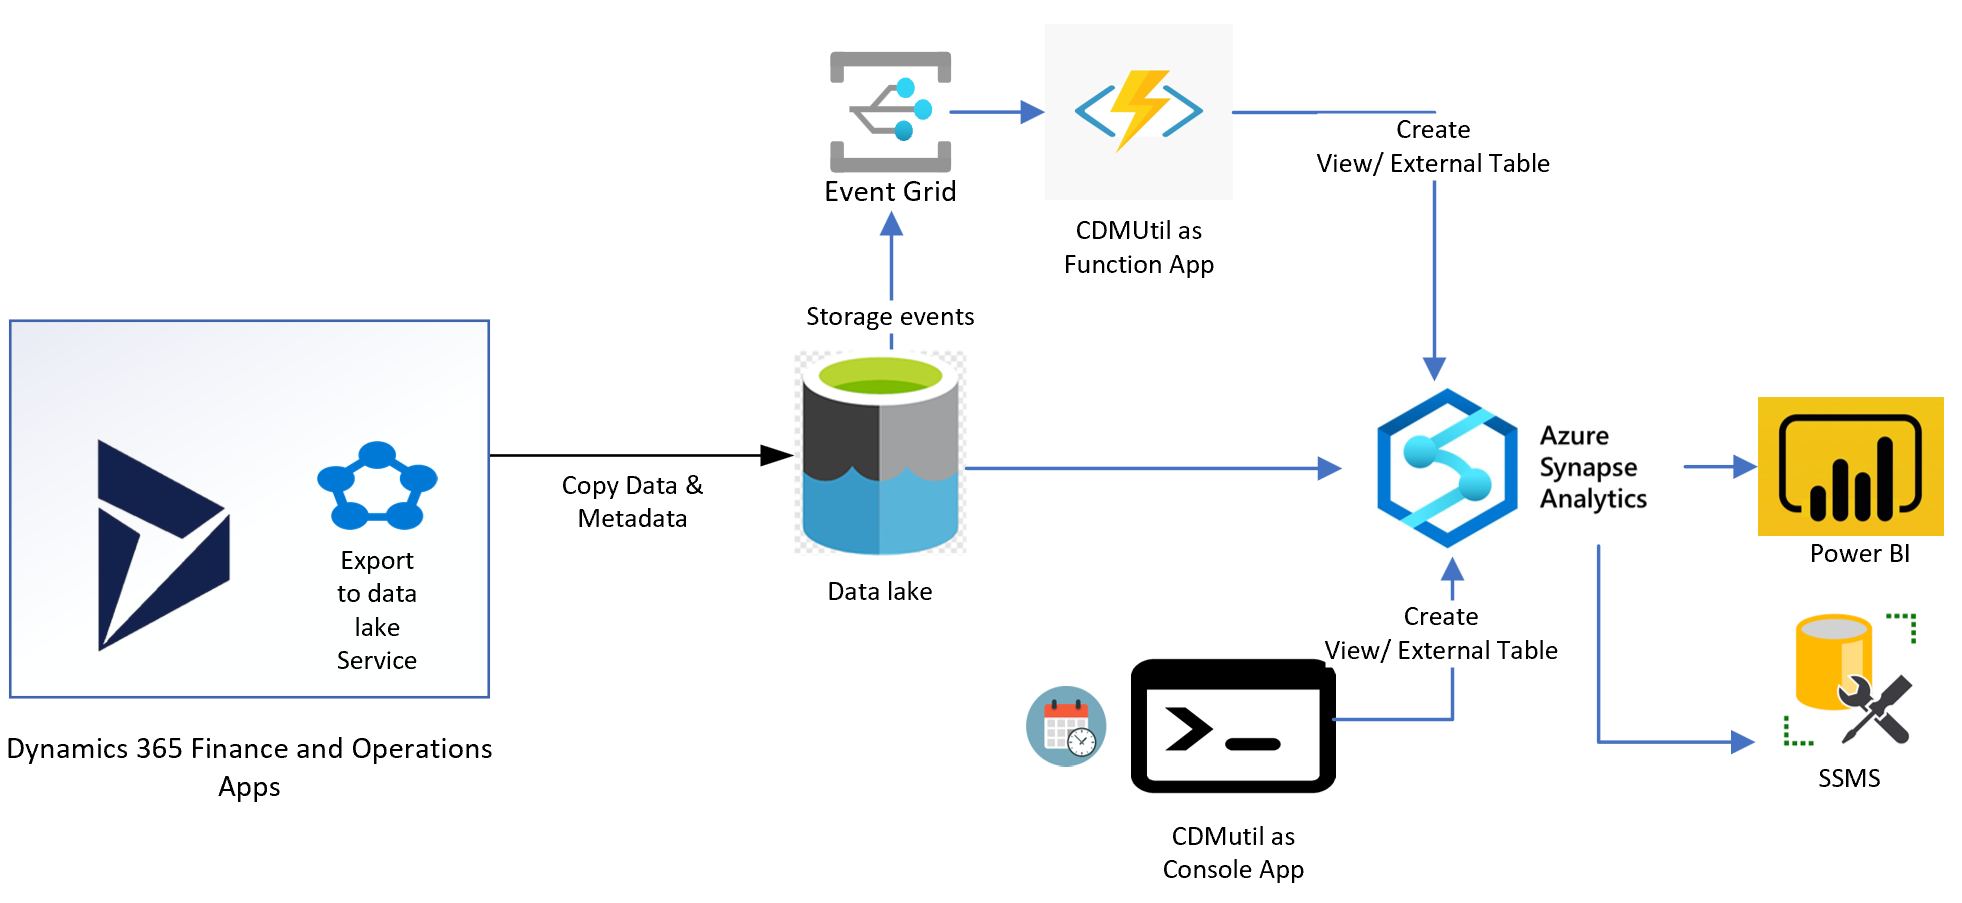 Event Grid
Create
View/ External Table
CDMUtil as
Function App
Storage events
Copy Data &
Metadata
Export
to data
lake
Service
Data lake
Azure
Synapse
Analytics
Power BI
Create
View/ External Table
Dynamics 365 Finance and Operations
Apps
SSMS
CDMutil as
Console App